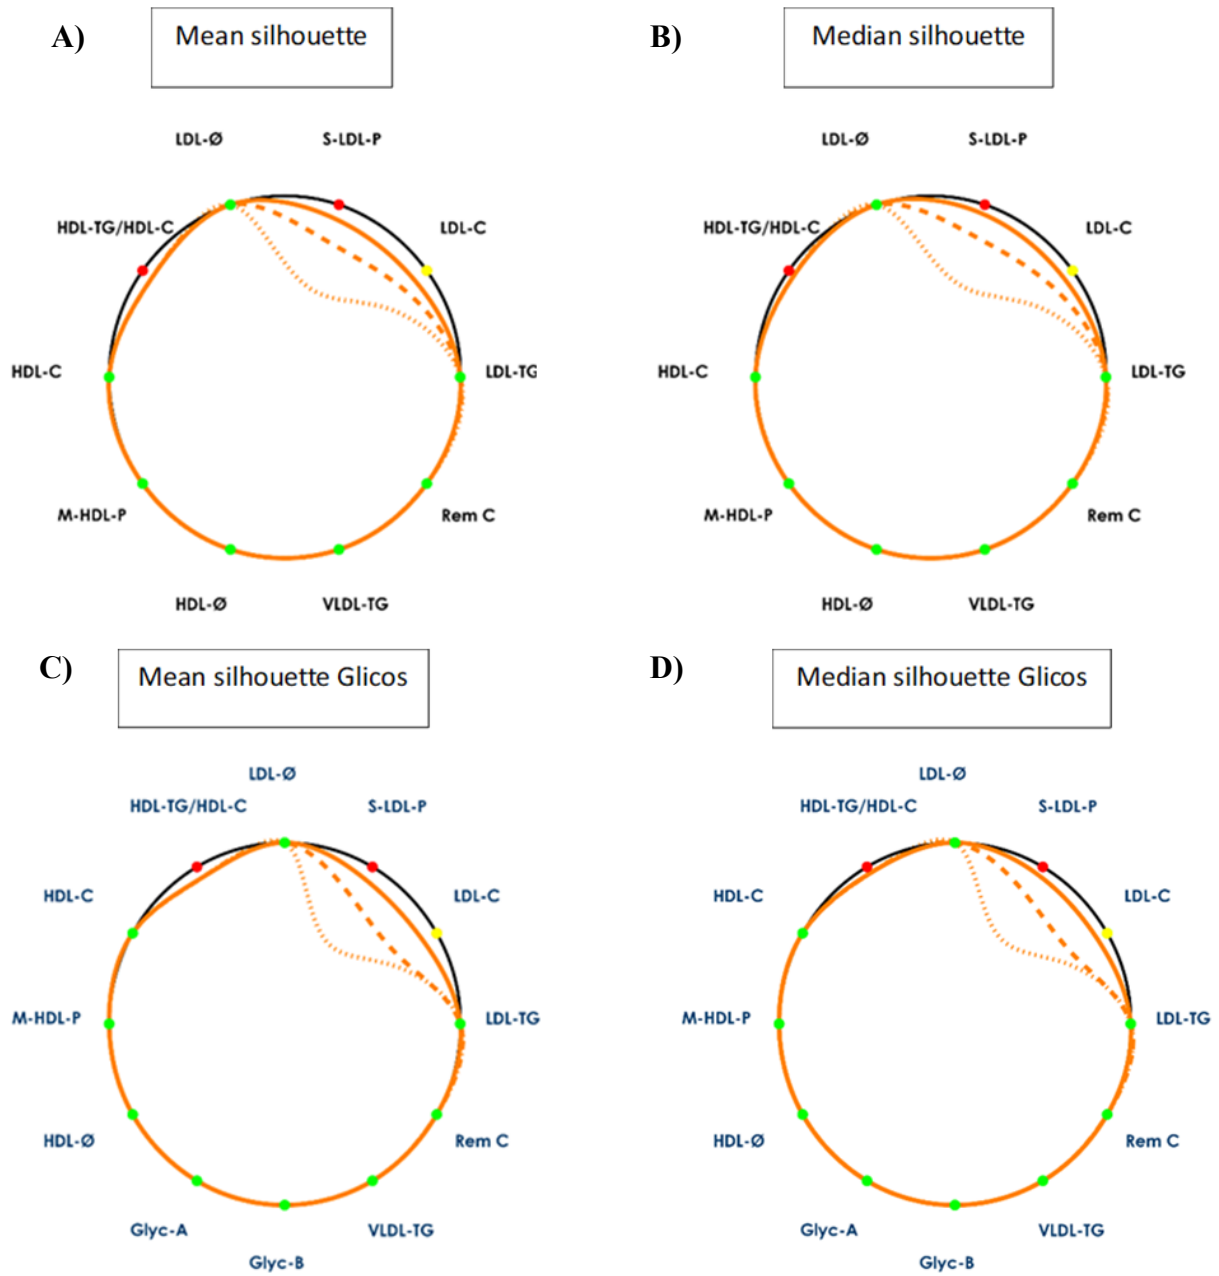 A)
Mean silhouette
B)
Median silhouette
LDL-Ø
S-LDL-P
HDL-TG/HDL-C
LDL-C
HDL-C
LDL-TG
M-HDL-P
Rem C
HDL-Ø
VLDL-TG
LDL-Ø
S-LDL-P
HDL-TG/HDL-C
LDL-C
HDL-C
LDL-TG
M-HDL-P
Rem C
HDL-Ø
VLDL-TG
C)
Mean silhouette Glicos
D)
Median silhouette Glicos
LDL-Ø
HDL-TG/HDL-C
S-LDL-P
HDL-C
LDL-C
M-HDL-P
LDL-TG
HDL-Ø
Rem C
Glyc-A
VLDL-TG
Glyc-B
LDL-Ø
HDL-TG/HDL-C
S-LDL-P
HDL-C
LDL-C
M-HDL-P
LDL-TG
HDL-Ø
Rem C
Glyc-A
VLDL-TG
Glyc-B